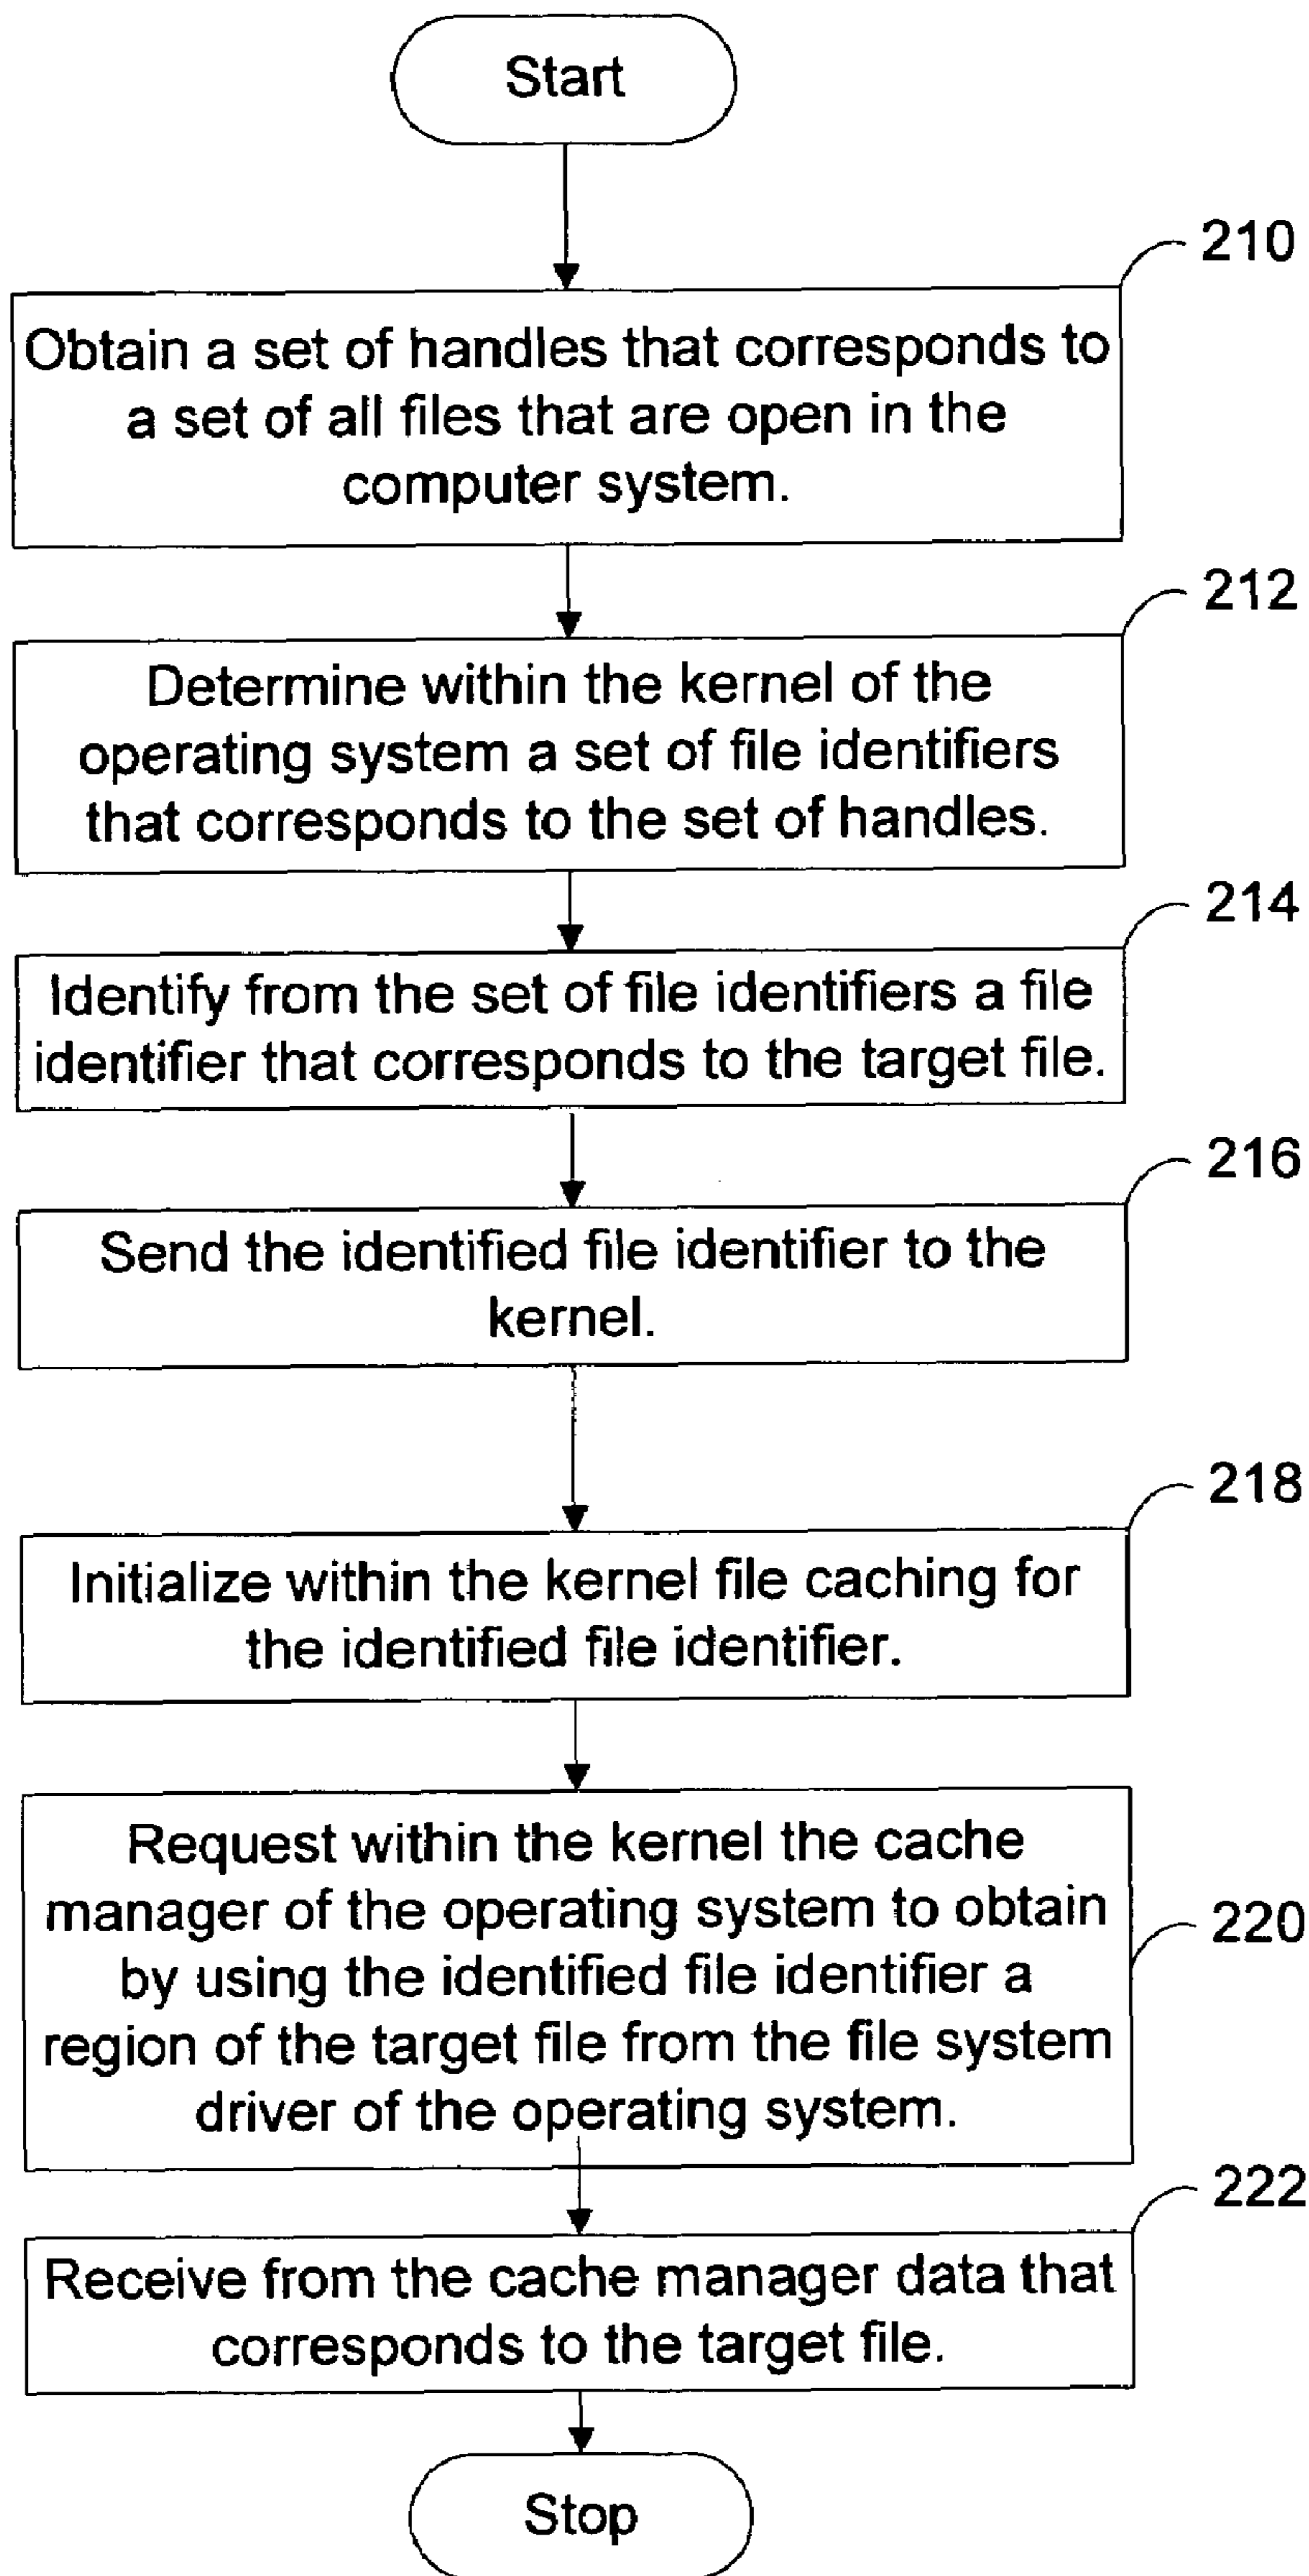 Start
210
Obtain a set of handles that corresponds to
a set of all files that are open in the
computer system.
212
Determine within the kernel of the
operating system a set of file identifiers
that corresponds to the set of handles.
214
Identify from the set of file identifiers a file
identifier that corresponds to the target file.
216
Send the identified file identifier to the
kernel.
218
Initialize within the kernel file caching for
the identified file identifier.
Request within the kernel the cache
manager of the operating system to obtain
220
by using the identified file identifier a
region of the target file from the file system
driver of the operating system.
222
Receive from the cache manager data that
corresponds to the target file.
Stop